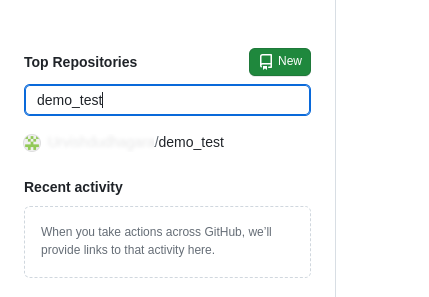 Top Repositories
New
demo_test
/demo_test
Recent activity
When you take actions across GitHub, we’ll
provide links to that activity here.